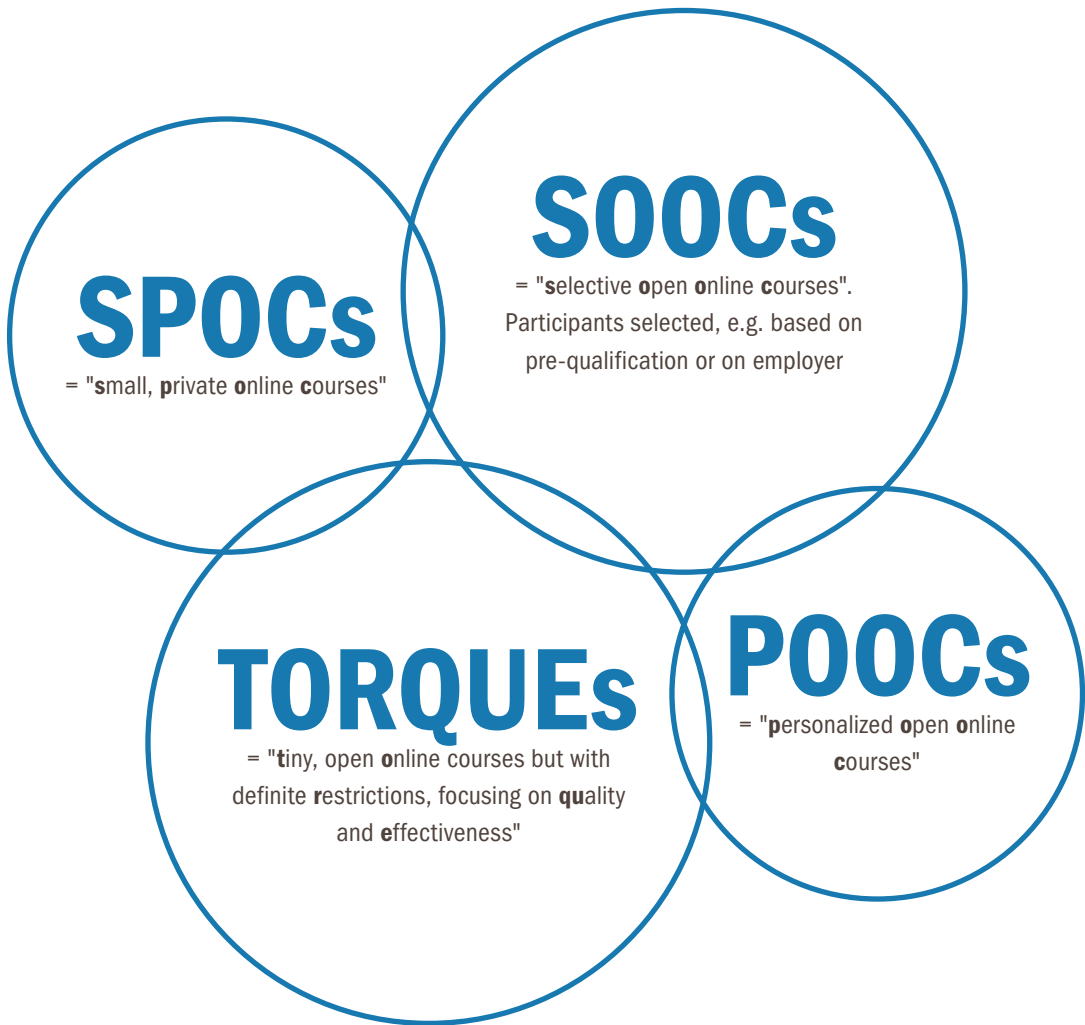 SOOCs
= "selective open online courses".
Participants selected, e.g. based on
pre-qualification or on employer
SPOCs
= "small, private online courses"
TORQUEs
= "tiny, open online courses but with
definite restrictions, focusing on quality
and effectiveness"
POOCs
= "personalized open online
courses"